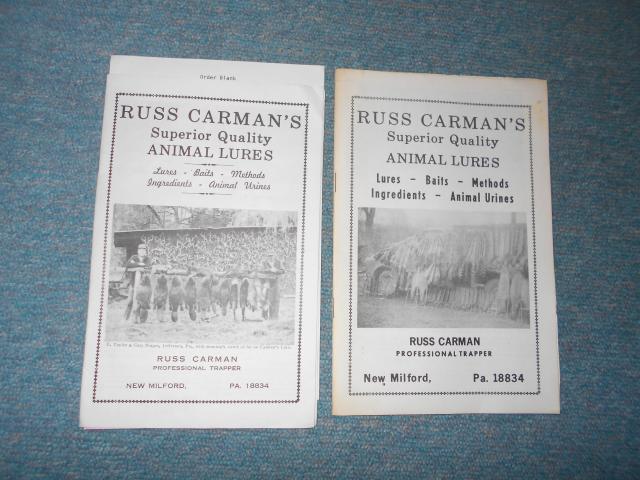 Order Blank
RUSS CARMAN'S
Superior Quality
ANIMAL LURES
Lures - Baits - Methods
Ingredients - Animal Urines
RUSS CARMAN
PROFESSIONAL TRAPPER
NEW MILFORD, PA. 18834
RUSS CARMAN'S
Superior Quality
ANIMAL LURES
Lures - Baits - Methods
Ingredients - Animal Urines
RUSS CARMAN
PROFESSIONAL TRAPPER
New Milford, Pa. 18834